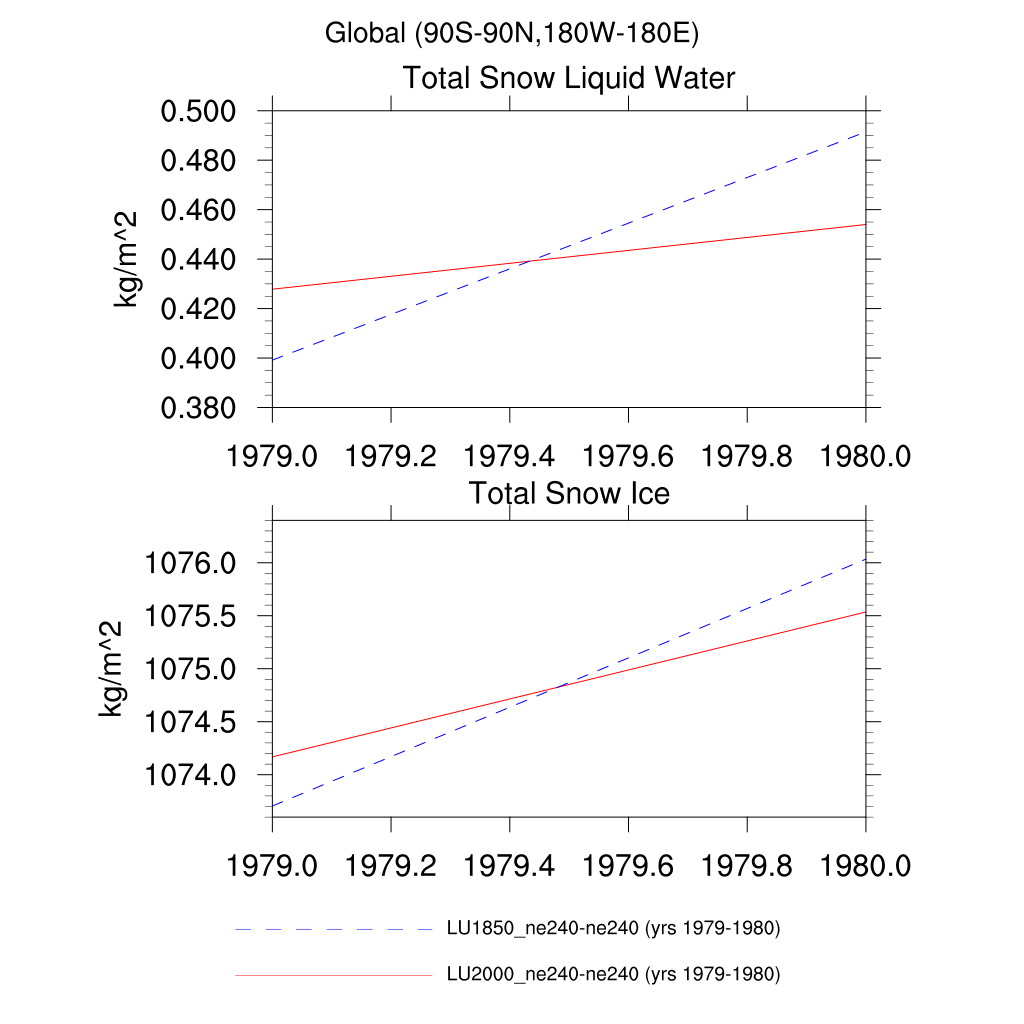 Global (90S-90N,180W-180E)
Total Snow Liquid Water
0.500
0.480
0.460
0.440
0.420
0.400
0.380
kg/m^2
1979.0 1979.2 1979.4 1979.6 1979.8 1980.0
Total Snow Ice
1076.0
1075.5
1075.0
1074.5
1074.0
kg/m^2
1979.0 1979.2 1979.4 1979.6 1979.8 1980.0
LU1850_ne240-ne240 (yrs 1979-1980)
LU2000_ne240-ne240 (yrs 1979-1980)